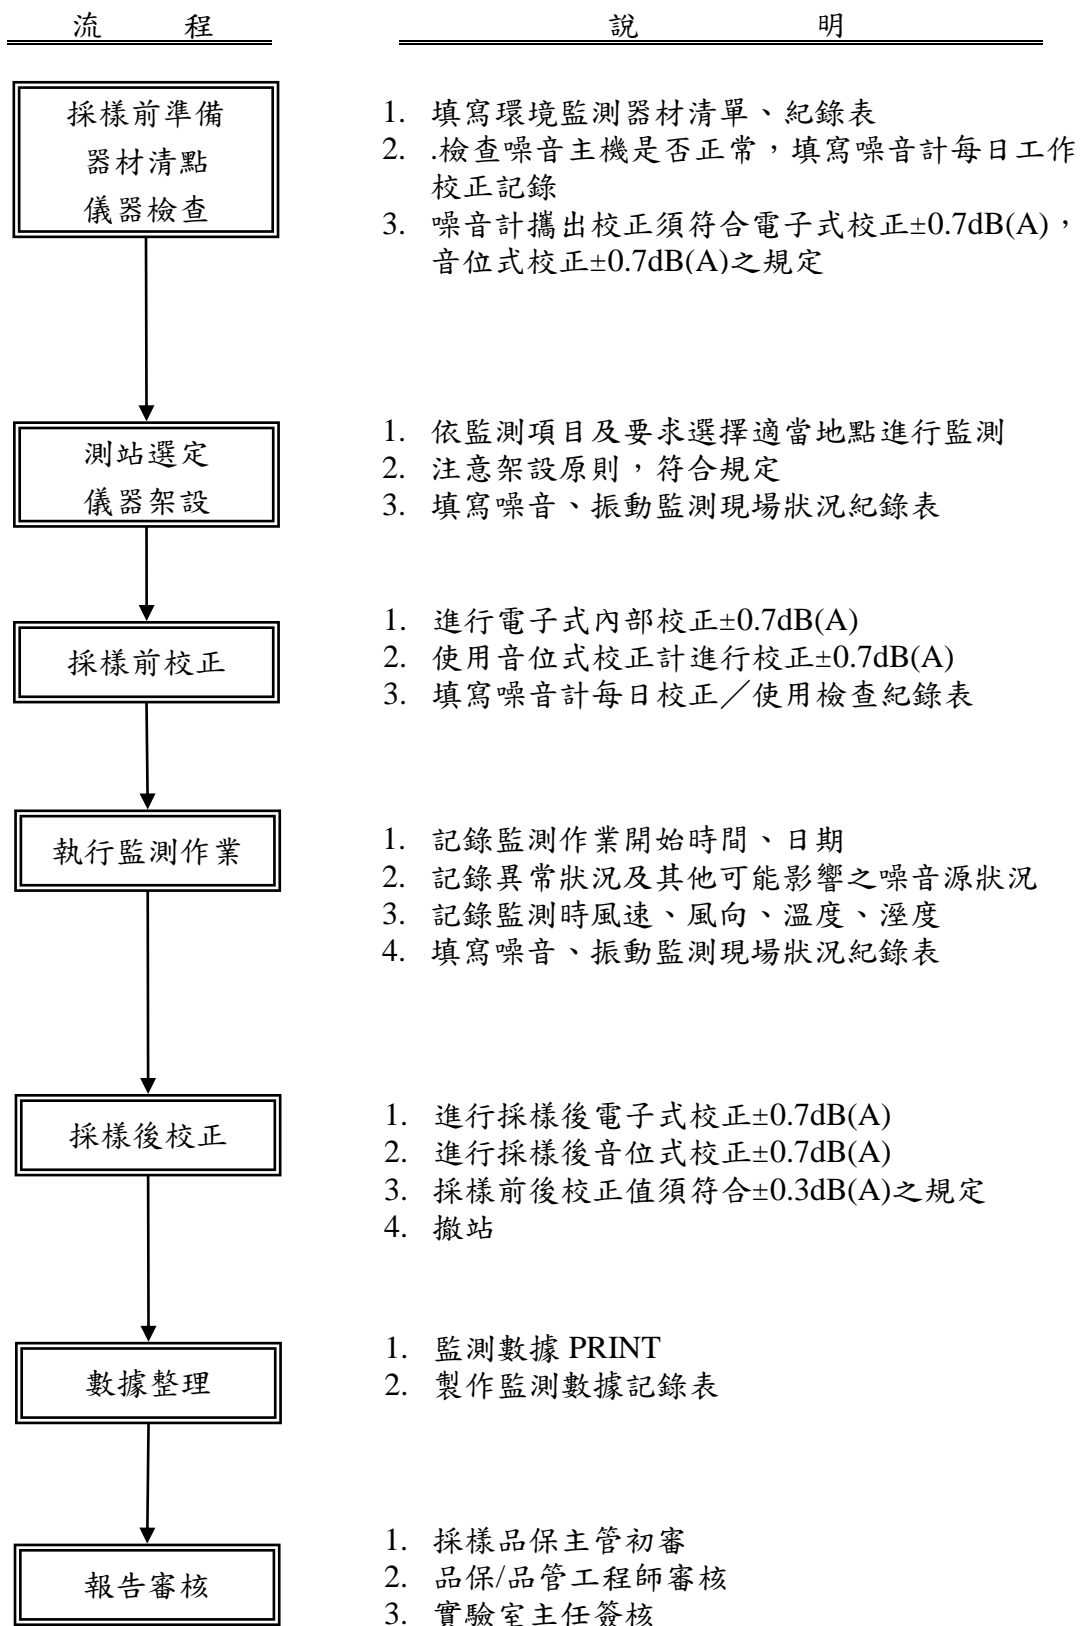 流 程
說 明
採樣前準備
器材清點
儀器檢查
1. 填寫環境監測器材清單、紀錄表
2. .檢查噪音主機是否正常，填寫噪音計每日工作
校正記錄
3. 噪音計攜出校正須符合電子式校正±0.7dB(A)，
音位式校正±0.7dB(A)之規定
測站選定
儀器架設
1. 依監測項目及要求選擇適當地點進行監測
2. 注意架設原則，符合規定
3. 填寫噪音、振動監測現場狀況紀錄表
採樣前校正
1. 進行電子式內部校正±0.7dB(A)
2. 使用音位式校正計進行校正±0.7dB(A)
3. 填寫噪音計每日校正／使用檢查紀錄表
執行監測作業
1. 記錄監測作業開始時間、日期
2. 記錄異常狀況及其他可能影響之噪音源狀況
3. 記錄監測時風速、風向、溫度、溼度
4. 填寫噪音、振動監測現場狀況紀錄表
採樣後校正
1. 進行採樣後電子式校正±0.7dB(A)
2. 進行採樣後音位式校正±0.7dB(A)
3. 採樣前後校正值須符合±0.3dB(A)之規定
4. 撤站
數據整理
1. 監測數據 PRINT
2. 製作監測數據記錄表
報告審核
1. 採樣品保主管初審
2. 品保/品管工程師審核
3. 實驗室主任簽核